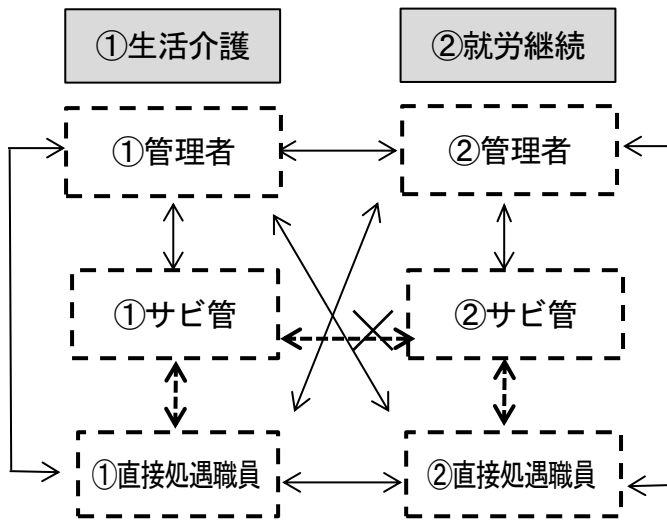 ①生活介護
②就労継続
①管理者
②管理者
①サビ管
②サビ管
①直接処遇職員
②直接処遇職員